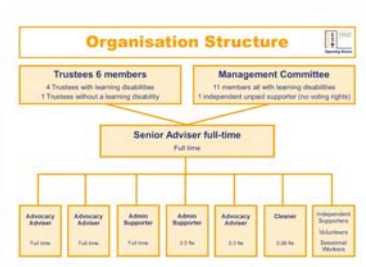 Organisation Structure
Trustees 6 members
4 Trustees with learning disabilities
1 Trustees without a learning disability
Management Committee
11 members all with learning disabilities
1 independent unpaid supporter (no voting rights)
Senior Adviser full-time
Full time
Advocacy
Adviser
Full time
Advocacy
Adviser
Full time
Admin
Supporter
Full time
Admin
Supporter
fte
Advocacy
Adviser
fte
Cleaner
fte
Independent
Supporters
Volunteers
Sessional
Workers